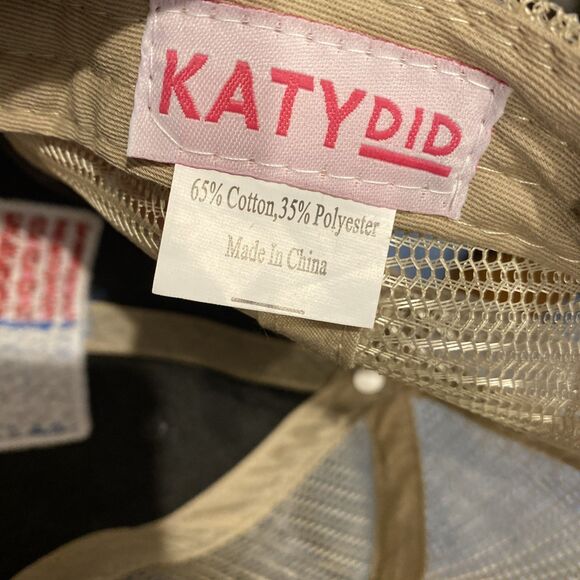 KATYDID
65% Cotton,35% Polyester
Made In China